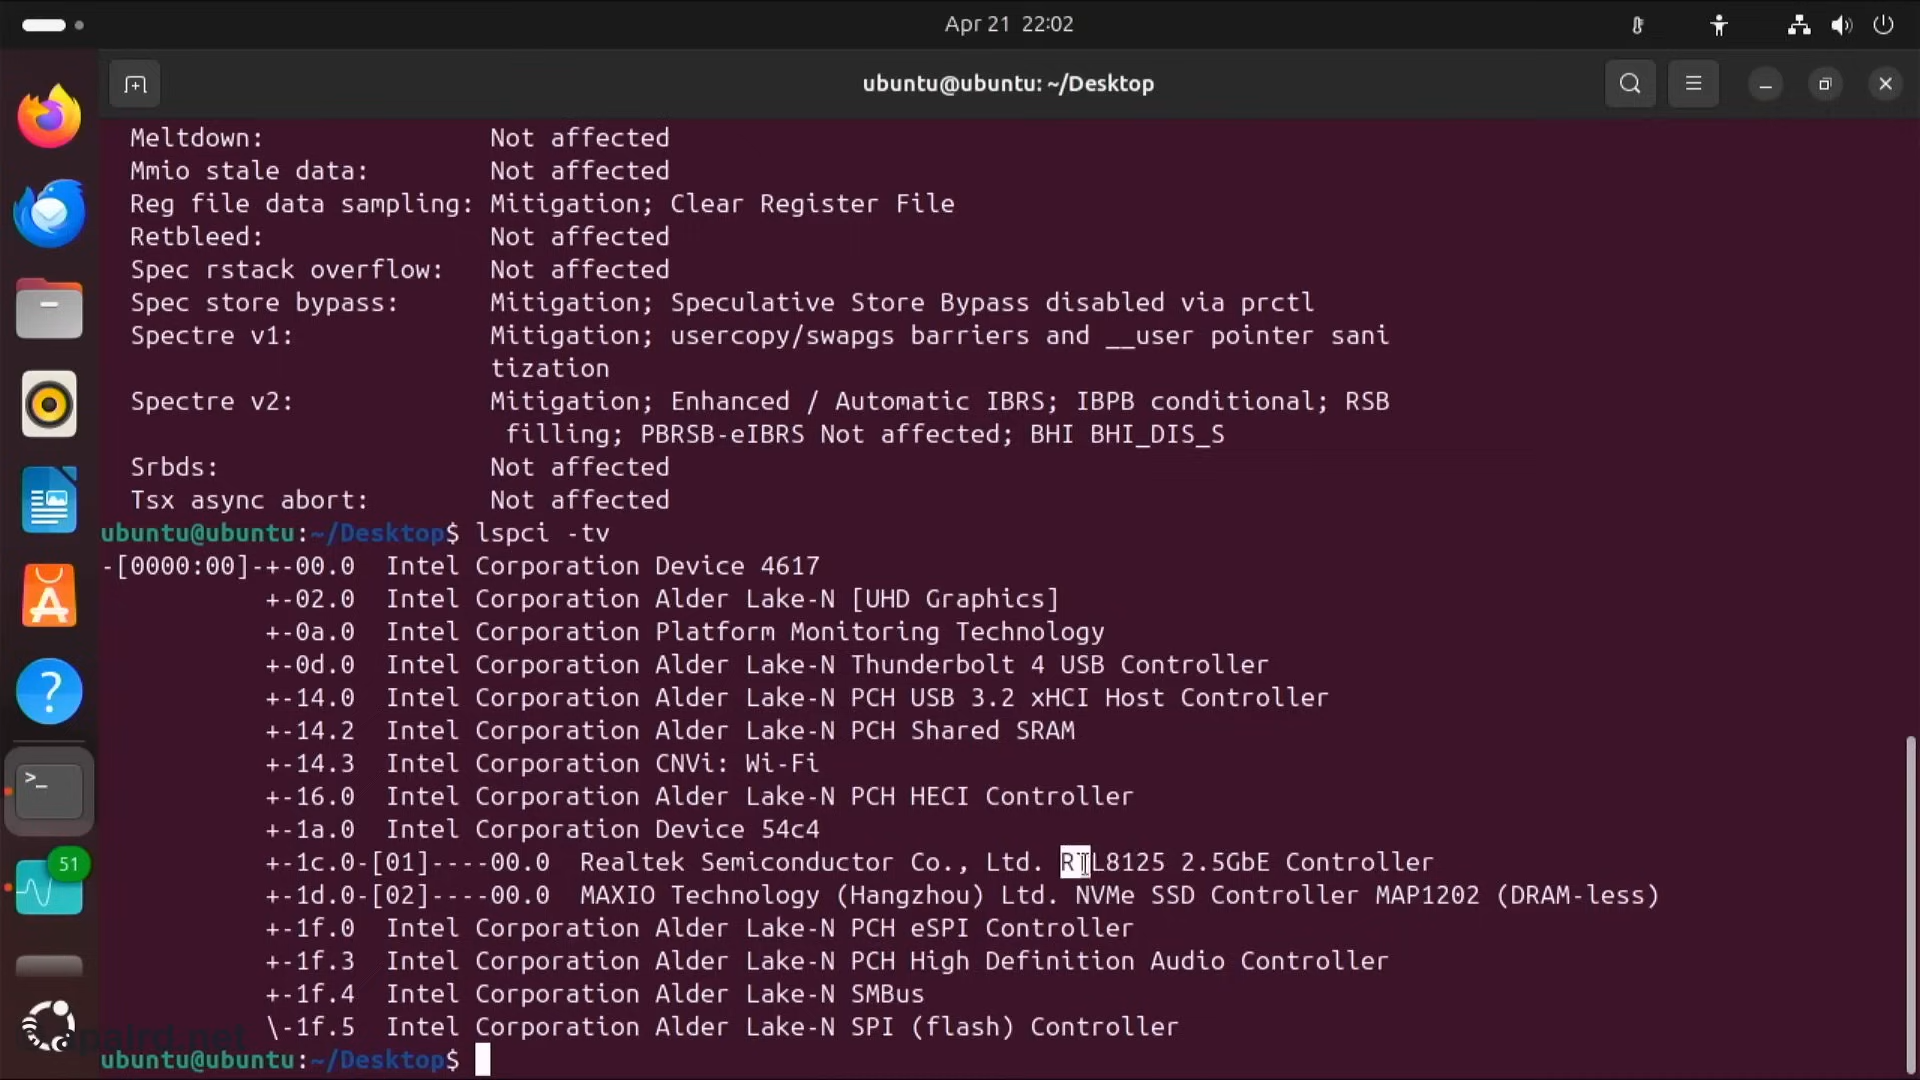 Apr 21 22:02
ubuntu@ubuntu: ~/Desktop
Meltdown: Not affected
Mmio stale data: Not affected
Reg file data sampling: Mitigation; Clear Register File
Retbleed: Not affected
Spec rstack overflow: Not affected
Spec store bypass: Mitigation; Speculative Store Bypass disabled via prctl
Spectre v1: Mitigation; usercopy/swapgs barriers and __user pointer sani
tization
Spectre v2: Mitigation; Enhanced / Automatic IBRS; IBPB conditional; RSB
filling; PBRSB-eIBRS Not affected; BHI BHI_DIS_S
Srbds: Not affected
Tsx async abort: Not affected
ubuntu@ubuntu:~/Desktop$ lspci -tv
-[0000:00]-+-00.0 Intel Corporation Device 4617
+-02.0 Intel Corporation Alder Lake-N [UHD Graphics]
+-0a.0 Intel Corporation Platform Monitoring Technology
+-0d.0 Intel Corporation Alder Lake-N Thunderbolt 4 USB Controller
+-14.0 Intel Corporation Alder Lake-N PCH USB 3.2 xHCI Host Controller
+-14.2 Intel Corporation Alder Lake-N PCH Shared SRAM
+-14.3 Intel Corporation CNVi: Wi-Fi
+-16.0 Intel Corporation Alder Lake-N PCH HECI Controller
+-1a.0 Intel Corporation Device 54c4
+-1c.0-[01]----00.0 Realtek Semiconductor Co., Ltd. RTL8125 2.5GbE Controller
+-1d.0-[02]----00.0 MAXIO Technology (Hangzhou) Ltd. NVMe SSD Controller MAP1202 (DRAM-less)
+-1f.0 Intel Corporation Alder Lake-N PCH eSPI Controller
+-1f.3 Intel Corporation Alder Lake-N PCH High Definition Audio Controller
+-1f.4 Intel Corporation Alder Lake-N SMBus
\-1f.5 Intel Corporation Alder Lake-N SPI (flash) Controller
ubuntu@ubuntu:~/Desktop$
51